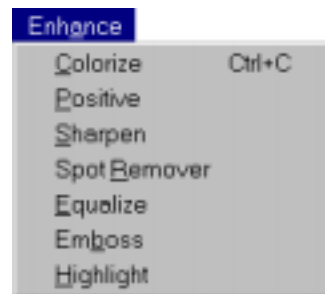 Enhance
Colorize Ctrl+C
Positive
Sharpen
Spot Remover
Equalize
Emboss
Highlight